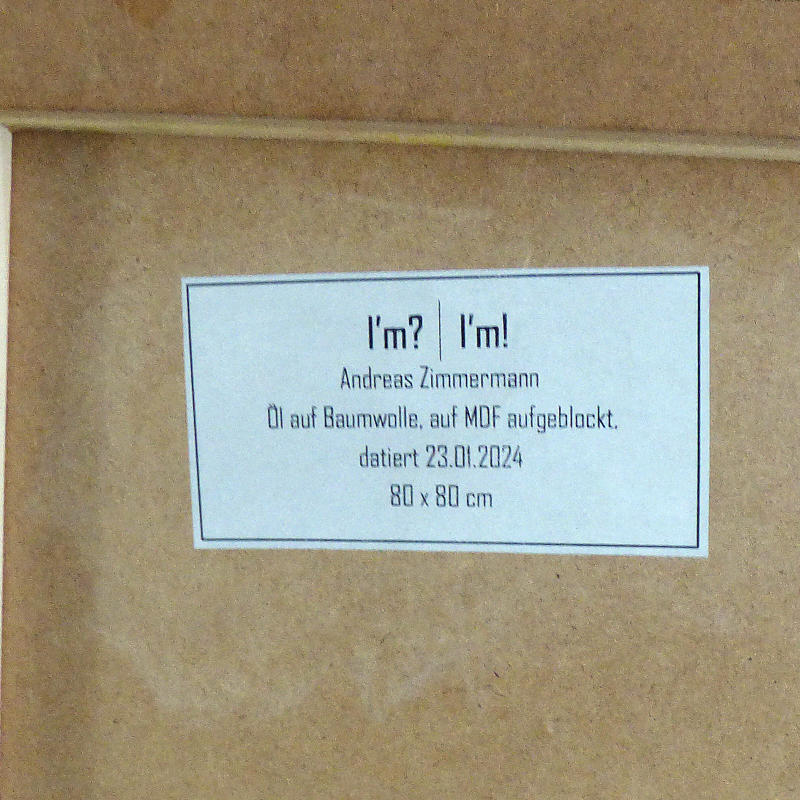 I'm? | I'm!
Andreas Zimmermann
Öl auf Baumwolle, auf MDF aufgeblockt,
datiert 23.01.2024
80 x 80 cm